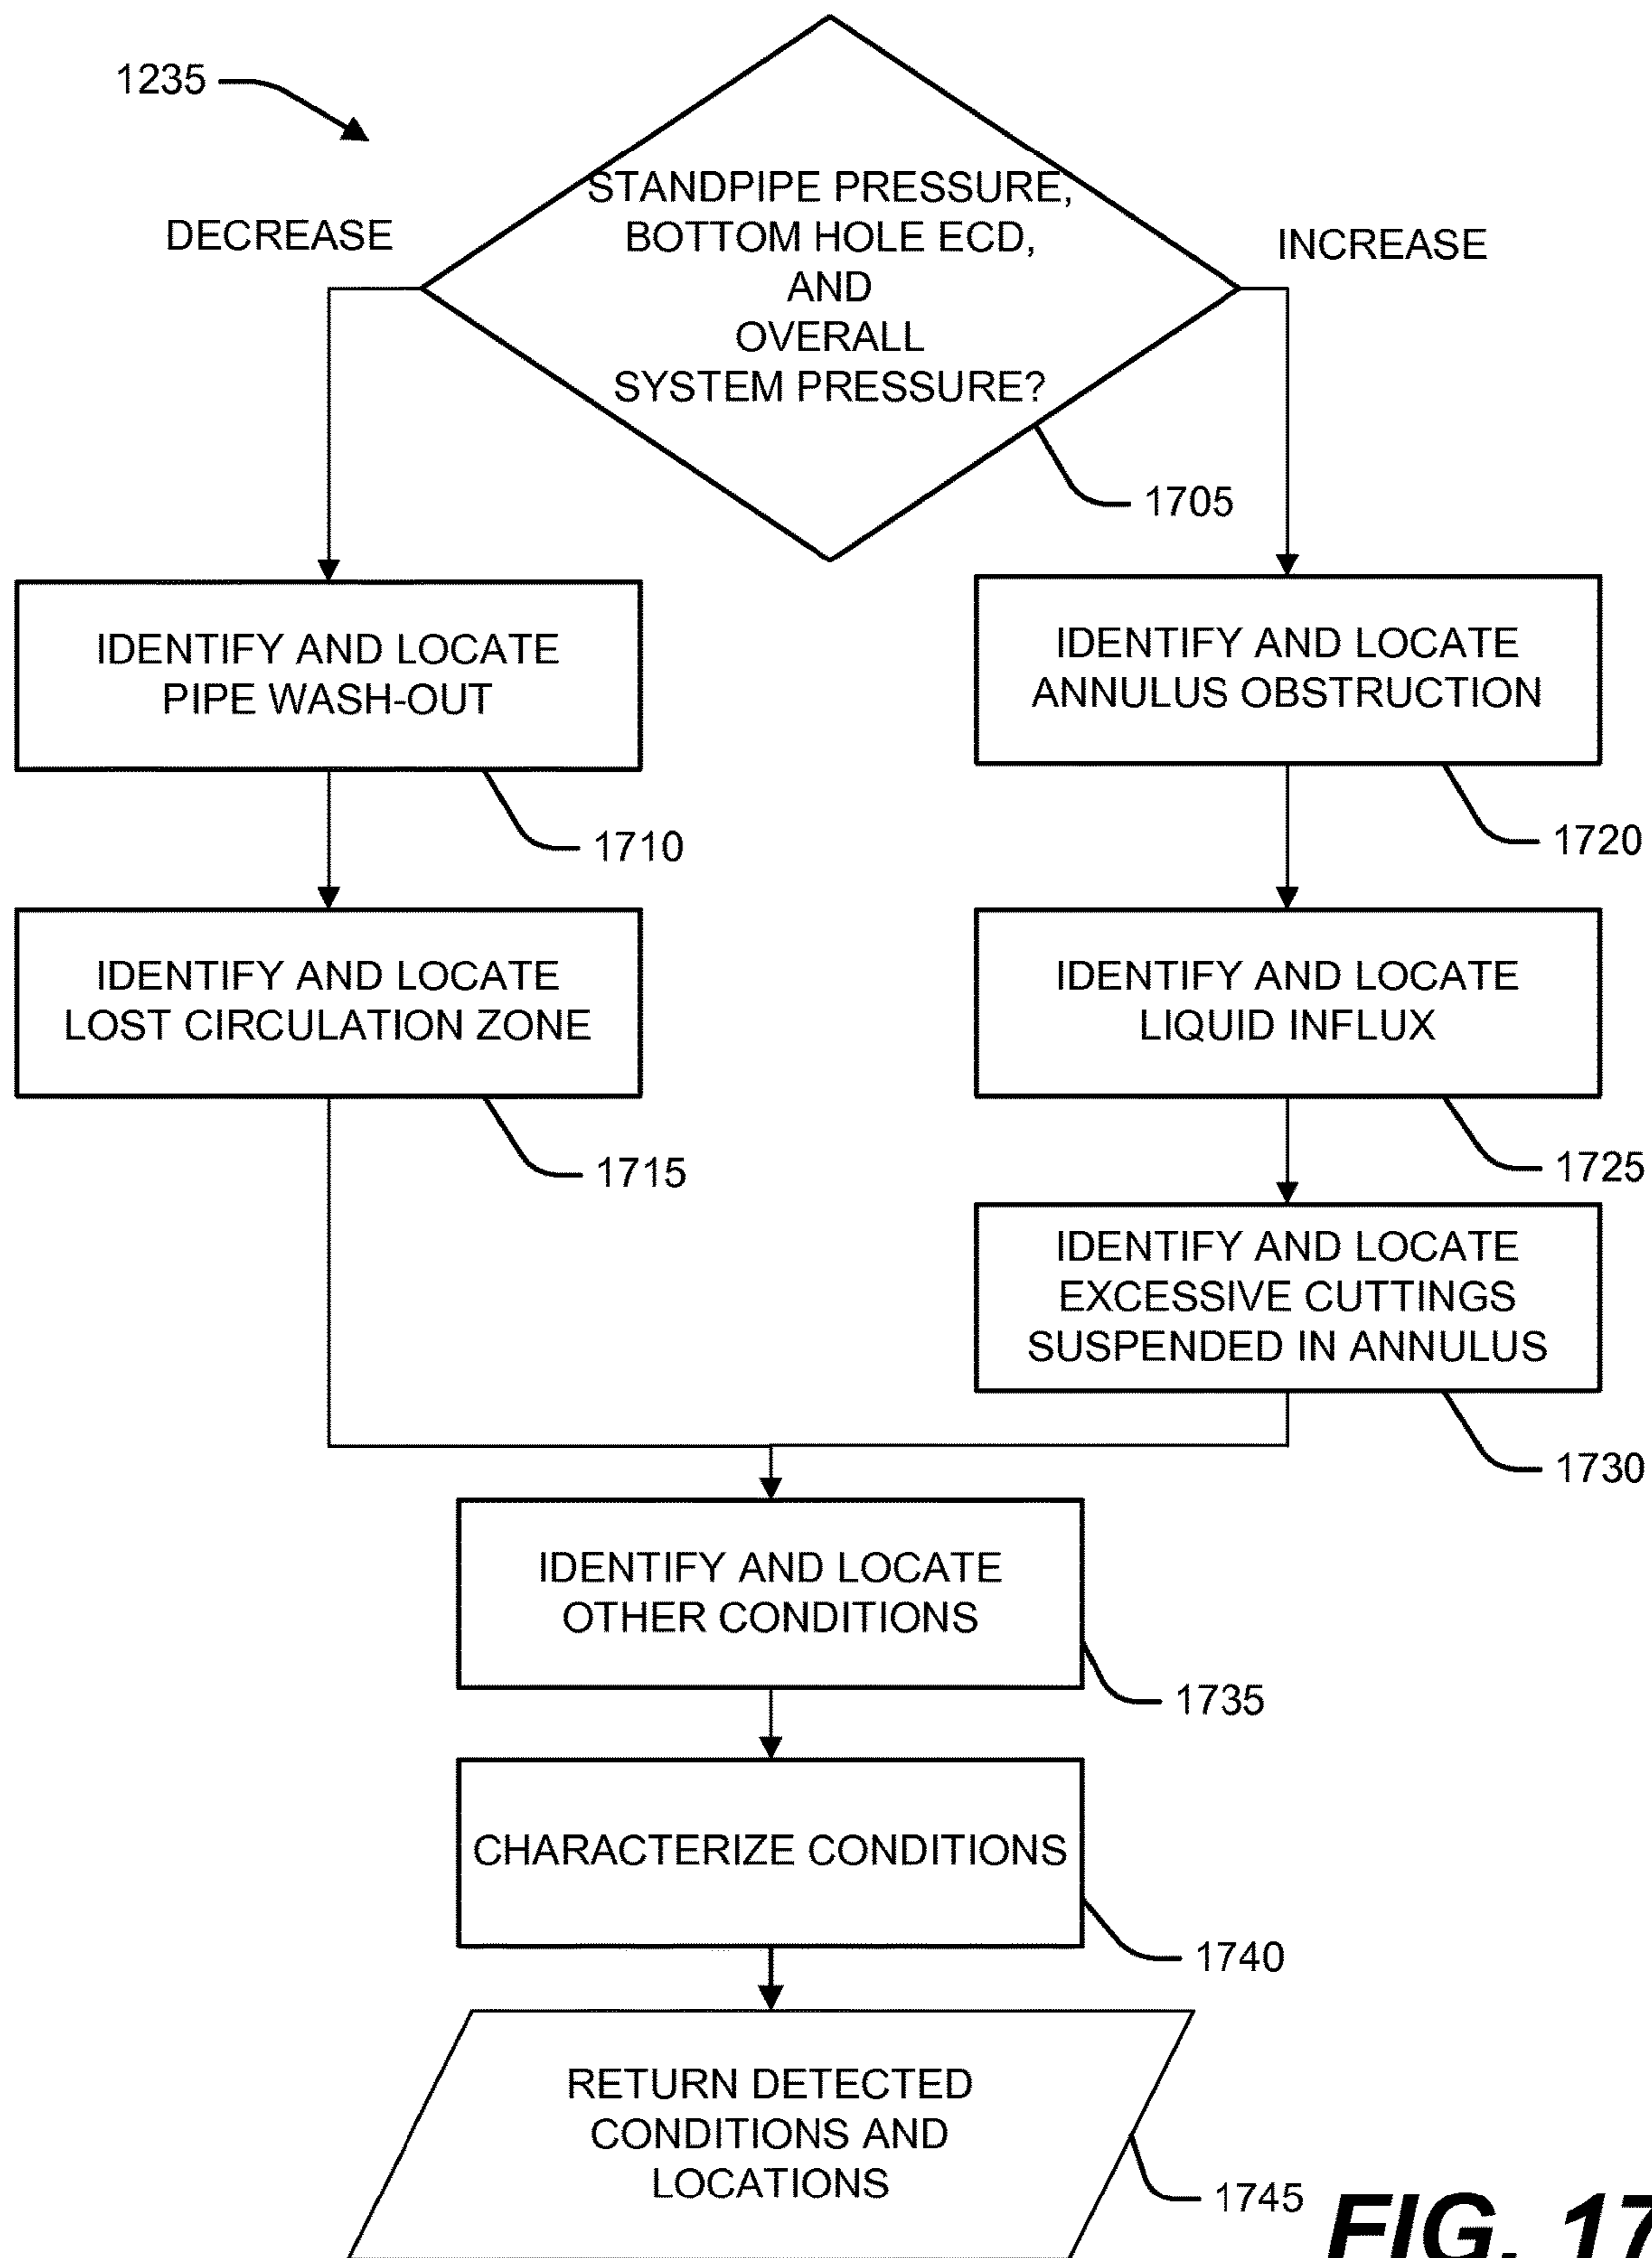 1235
STANDPIPE PRESSURE,
BOTTOM HOLE ECD,
AND
OVERALL
SYSTEM PRESSURE?
DECREASE
INCREASE
1705
IDENTIFY AND LOCATE
PIPE WASH-OUT
1710
IDENTIFY AND LOCATE
ANNULUS OBSTRUCTION
1720
IDENTIFY AND LOCATE
LOST CIRCULATION ZONE
1715
IDENTIFY AND LOCATE
LIQUID INFLUX
1725
IDENTIFY AND LOCATE
EXCESSIVE CUTTINGS
SUSPENDED IN ANNULUS
1730
IDENTIFY AND LOCATE
OTHER CONDITIONS
1735
CHARACTERIZE CONDITIONS
1740
RETURN DETECTED
CONDITIONS AND
LOCATIONS
1745
FIG. 17